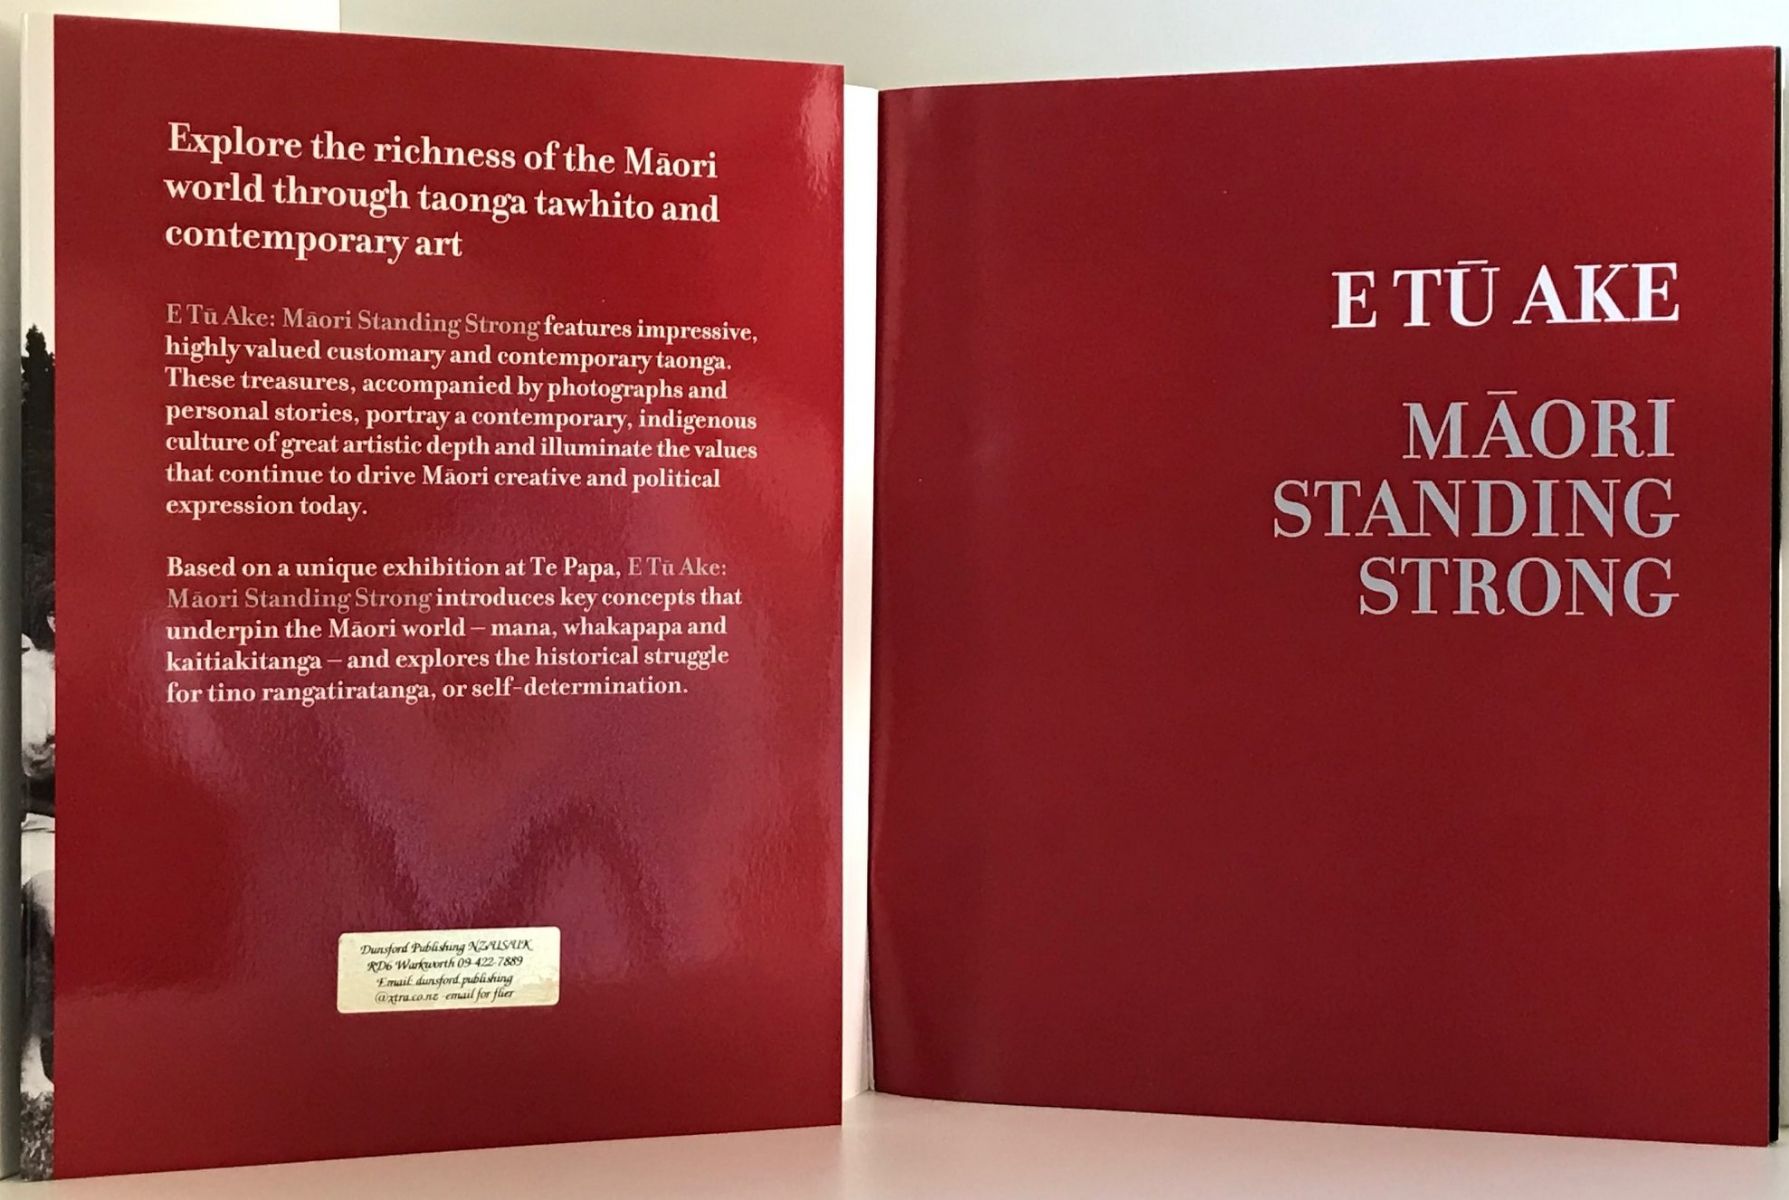 Explore the richness of the Māori
world through taonga tawhito and
contemporary art
E Tū Ake: Māori Standing Strong features impressive,
highly valued customary and contemporary taonga.
These treasures, accompanied by photographs and
personal stories, portray a contemporary, indigenous
culture of great artistic depth and illuminate the values
that continue to drive Māori creative and political
expression today.
Based on a unique exhibition at Te Papa, E Tū Ake:
Māori Standing Strong introduces key concepts that
underpin the Māori world – mana, whakapapa and
kaitiakitanga – and explores the historical struggle
for tino rangatiratanga, or self-determination.
Dunsford Publishing NZ/US/UK
RD6 Warkworth 09-422-7889
Email: dunsford.publishing
@xtra.co.nz -email for flier
E TŪ AKE
MĀORI
STANDING
STRONG